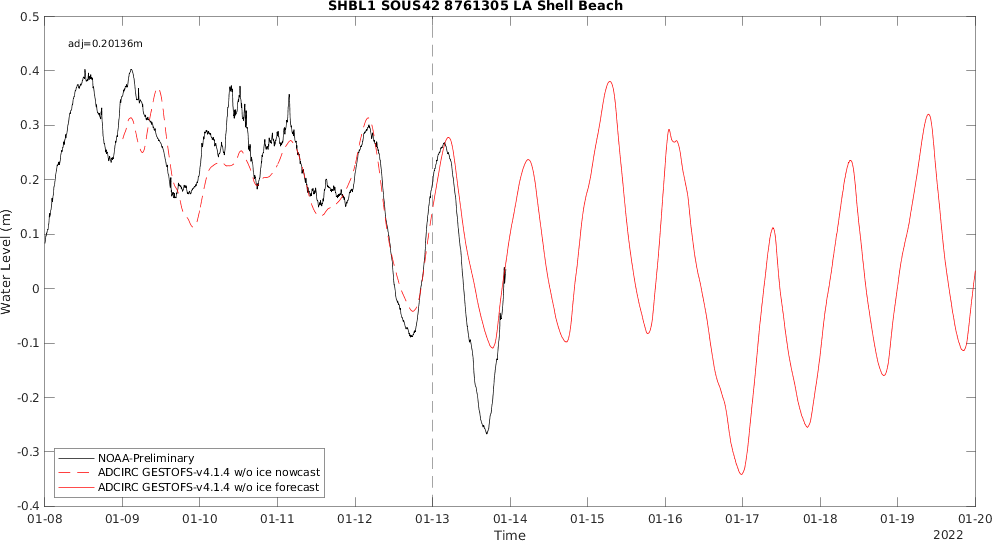 SHBL1 SOUS42 8761305 LA Shell Beach
adj=0.20136m
Water Level (m)
0.5
0.4
0.3
0.2
0.1
0
-0.1
-0.2
-0.3
-0.4
NOAA-Preliminary
ADCIRC GESTOFS-v4.1.4 w/o ice nowcast
ADCIRC GESTOFS-v4.1.4 w/o ice forecast
01-08 01-09 01-10 01-11 01-12 01-13 01-14 01-15 01-16 01-17 01-18 01-19 01-20
Time
2022